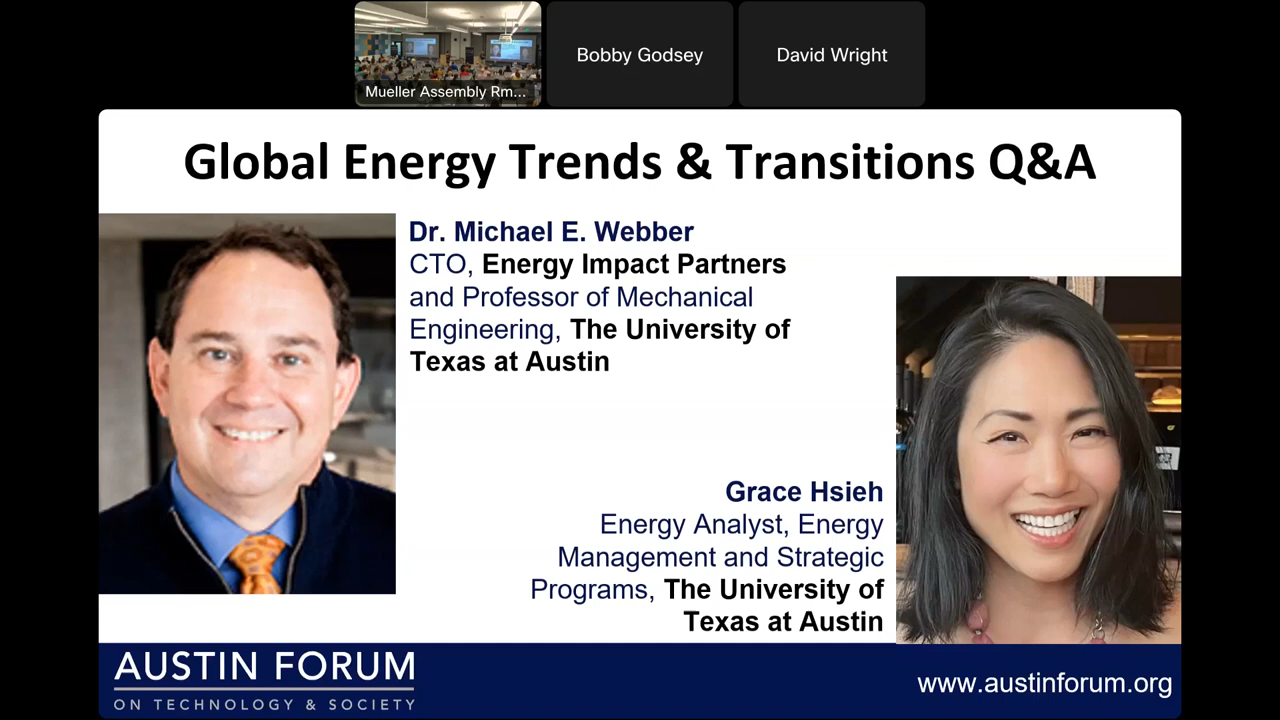 Mueller Assembly Rm...
Bobby Godsey
David Wright
Global Energy Trends & Transitions Q&A
Dr. Michael E. Webber
CTO, Energy Impact Partners
and Professor of Mechanical
Engineering, The University of
Texas at Austin
Grace Hsieh
Energy Analyst, Energy
Management and Strategic
Programs, The University of
Texas at Austin
AUSTIN FORUM
ON TECHNOLOGY & SOCIETY
www.austinforum.org